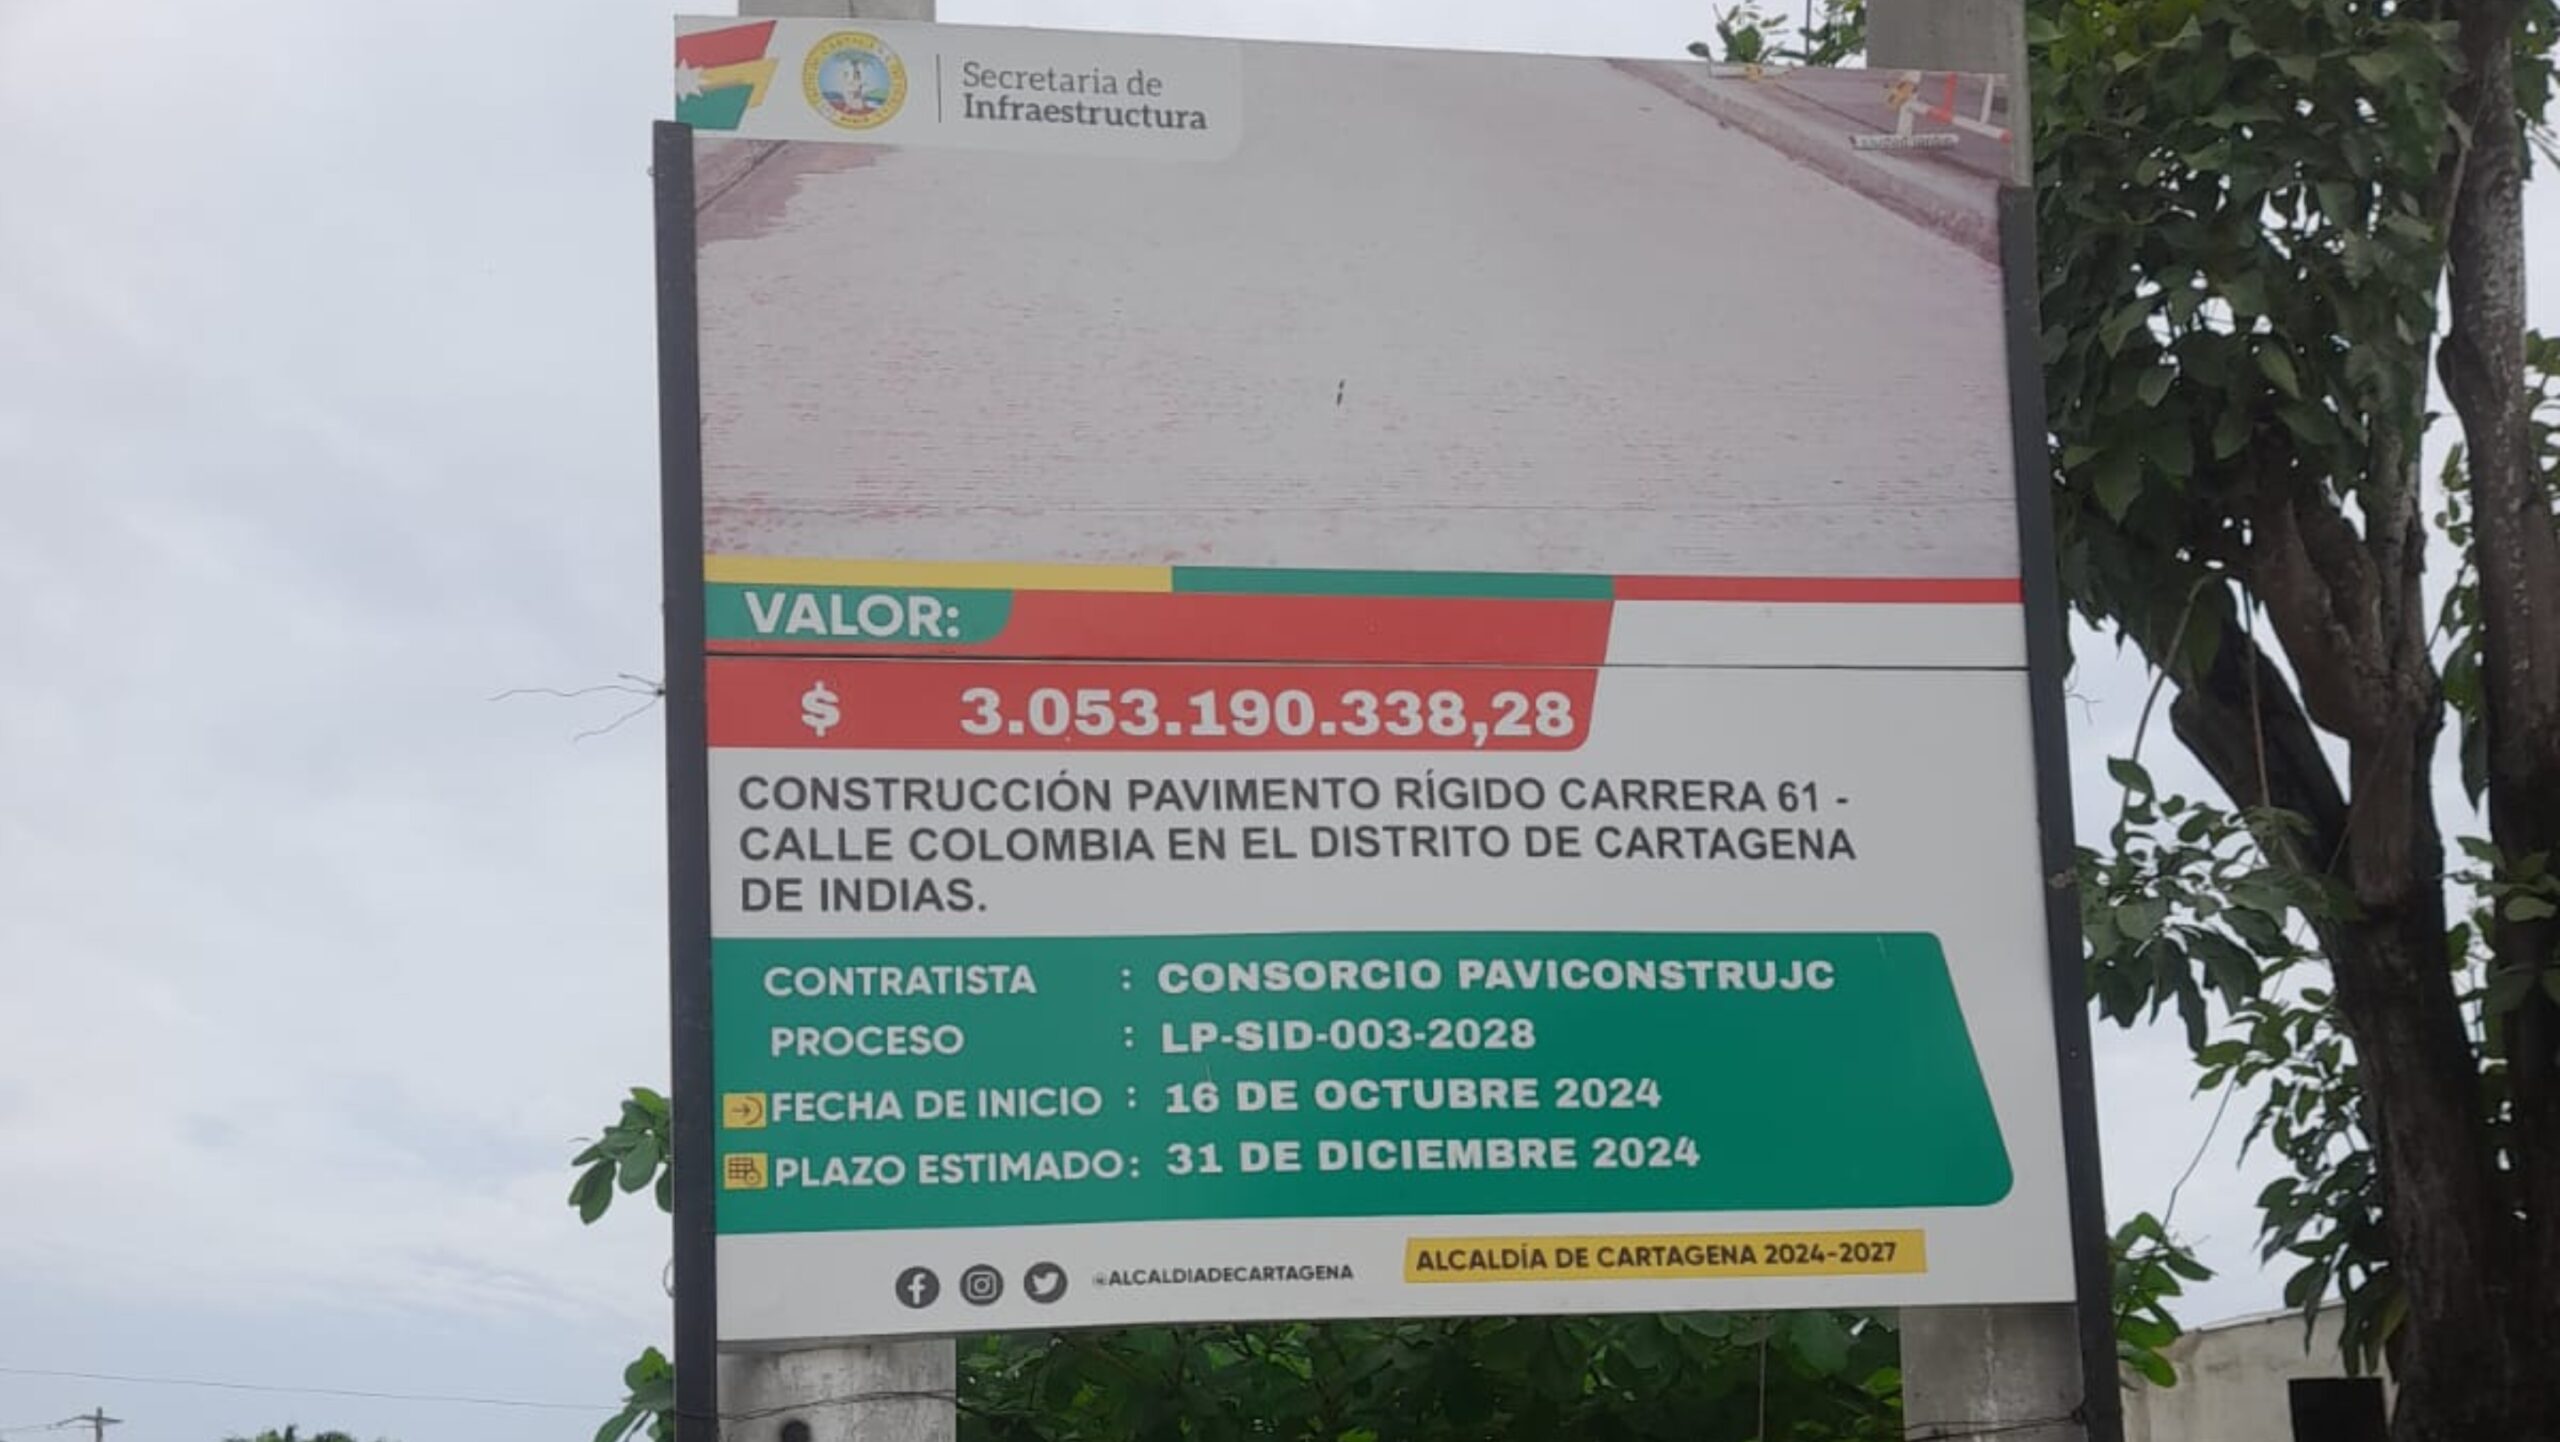 Secretaria de
Infraestructura
VALOR:
$ 3.053.190.338,28
CONSTRUCCIÓN PAVIMENTO RÍGIDO CARRERA 61 -
CALLE COLOMBIA EN EL DISTRITO DE CARTAGENA
DE INDIAS.
CONTRATISTA : CONSORCIO PAVICONSTRUJC
PROCESO : LP-SID-003-2028
FECHA DE INICIO : 16 DE OCTUBRE 2024
PLAZO ESTIMADO: 31 DE DICIEMBRE 2024
@ALCALDIADECARTAGENA
ALCALDÍA DE CARTAGENA 2024-2027